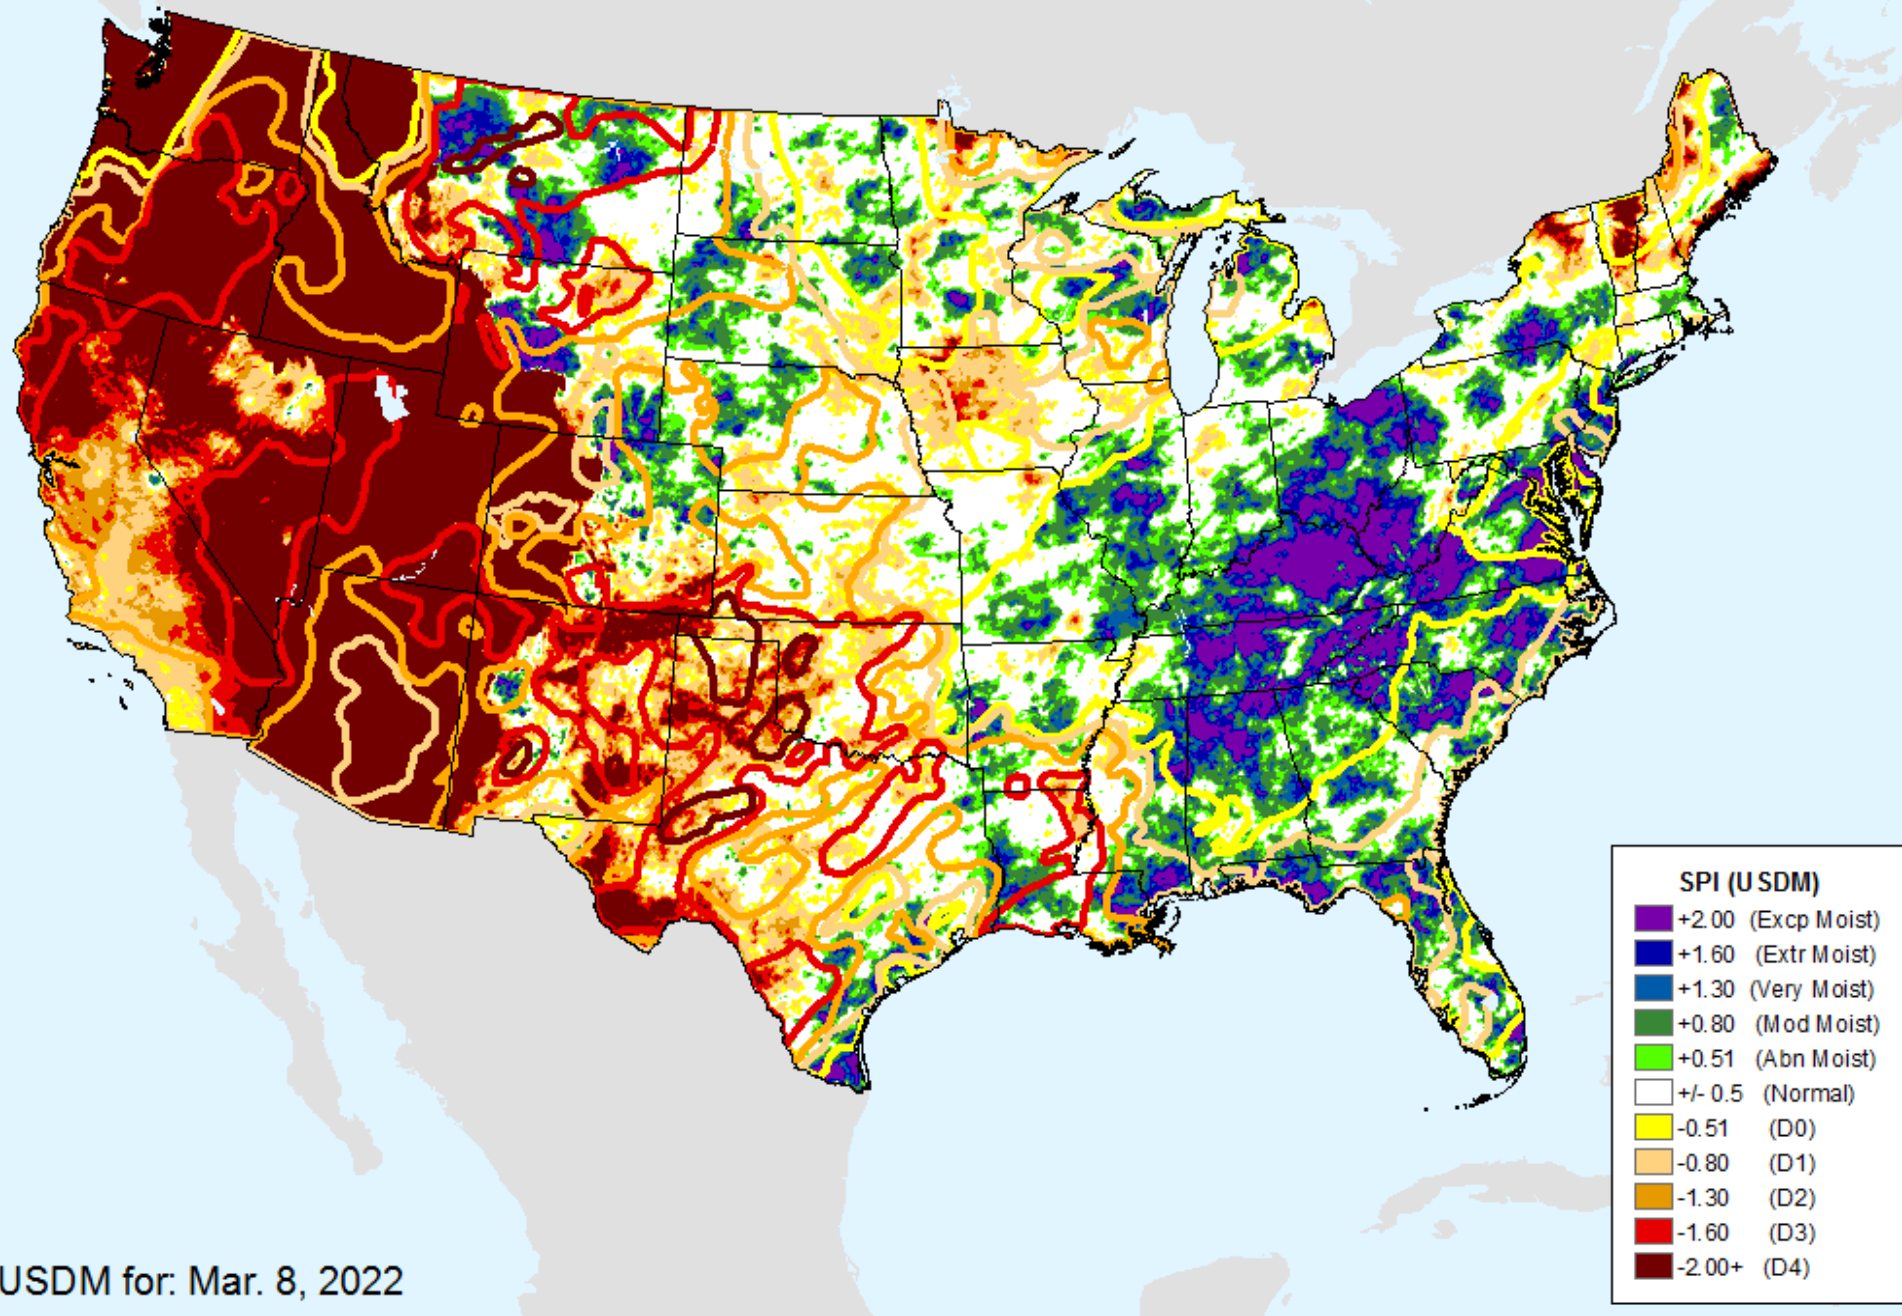 SPI (USDM)
+2.00 (Excp Moist)
+1.60 (Extr Moist)
+1.30 (Very Moist)
+0.80 (Mod Moist)
+0.51 (Abn Moist)
+/- 0.5 (Normal)
-0.51 (D0)
-0.80 (D1)
-1.30 (D2)
-1.60 (D3)
-2.00+ (D4)
USDM for: Mar. 8, 2022